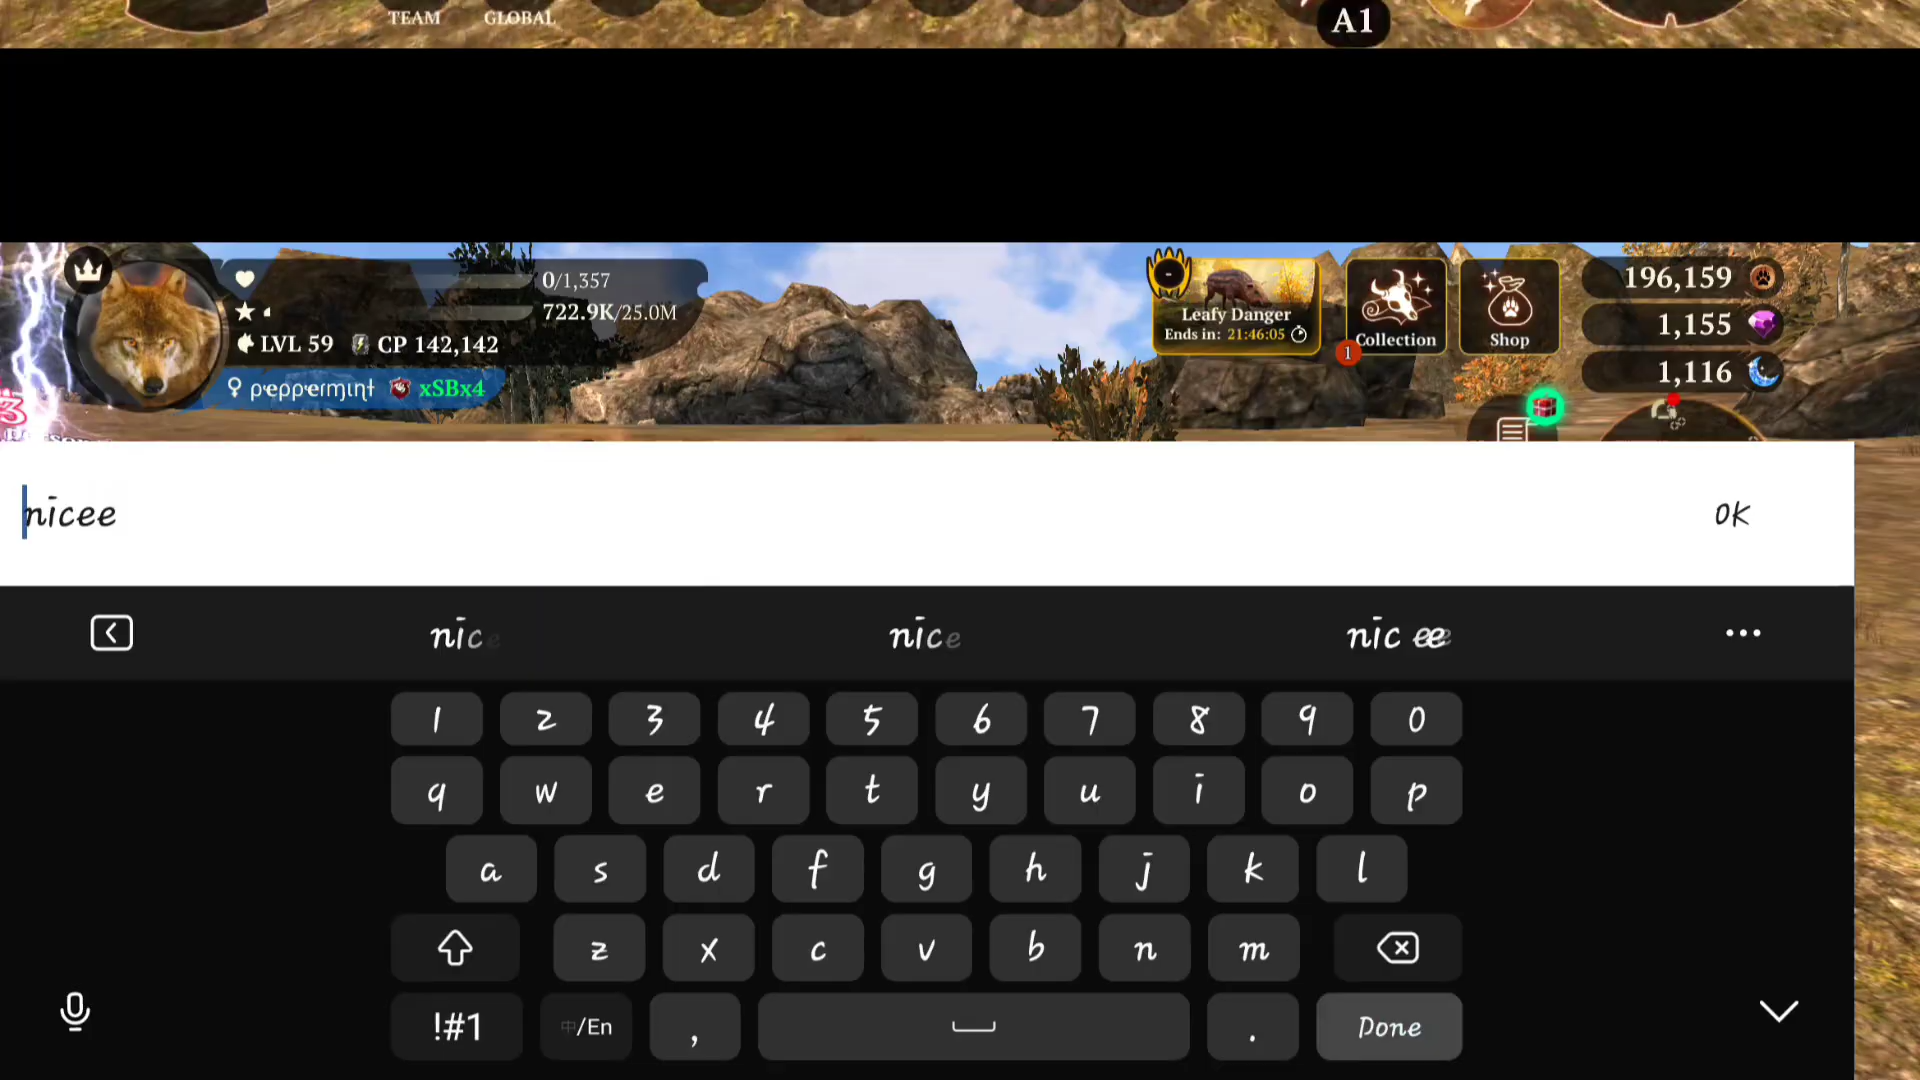 TEAM GLOBAL
A1
0/1,357
722.9K/25.0M
LVL 59 CP 142,142
peppermint xSBx4
Leafy Danger
Ends in: 21:46:05
1
Collection
Shop
196,159
1,155
1,116
nicee
OK
nice nice nic ee
1 2 3 4 5 6 7 8 9 0
q w e r t y u i o p
a s d f g h j k l
z x c v b n m
!#1 中/En , . Done